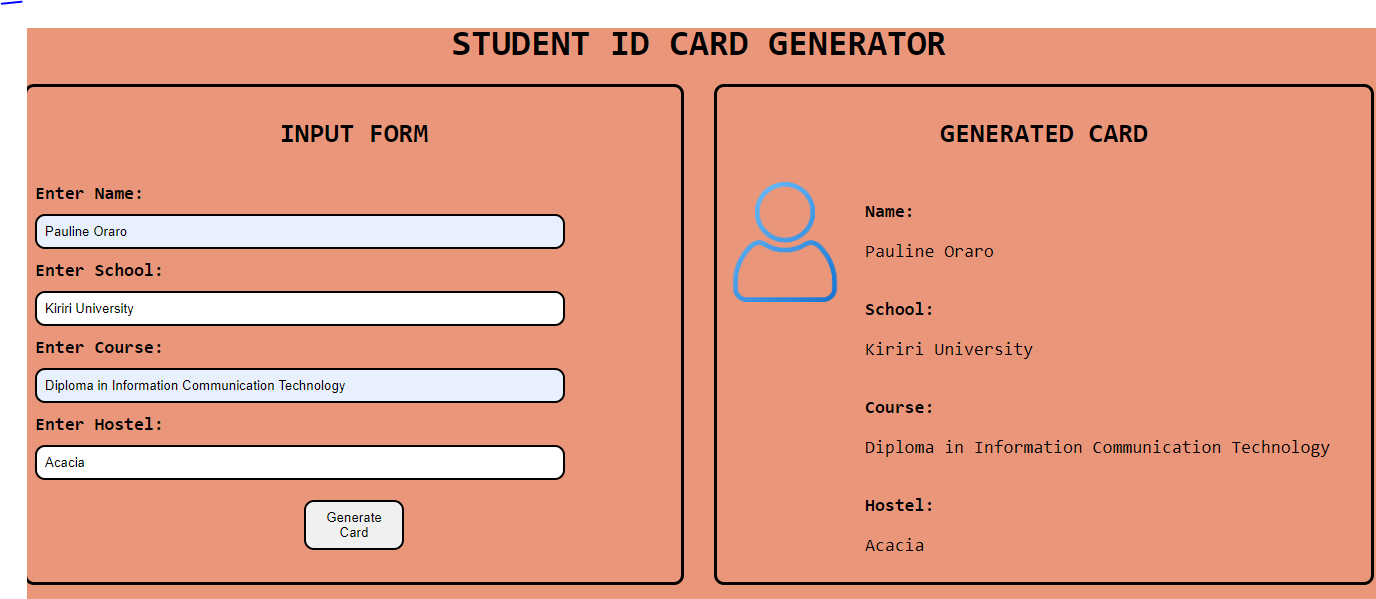 STUDENT ID CARD GENERATOR
INPUT FORM
Enter Name:
Pauline Oraro
Enter School:
Kiriri University
Enter Course:
Diploma in Information Communication Technology
Enter Hostel:
Acacia
Generate
Card
GENERATED CARD
Name:
Pauline Oraro
School:
Kiriri University
Course:
Diploma in Information Communication Technology
Hostel:
Acacia